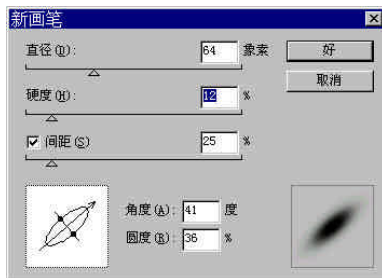 新画笔
直径(D): 64 象素 好
取消
硬度(H): 12 %
间距(S) 25 %
角度(A): 41 度
圆度(R): 36 %